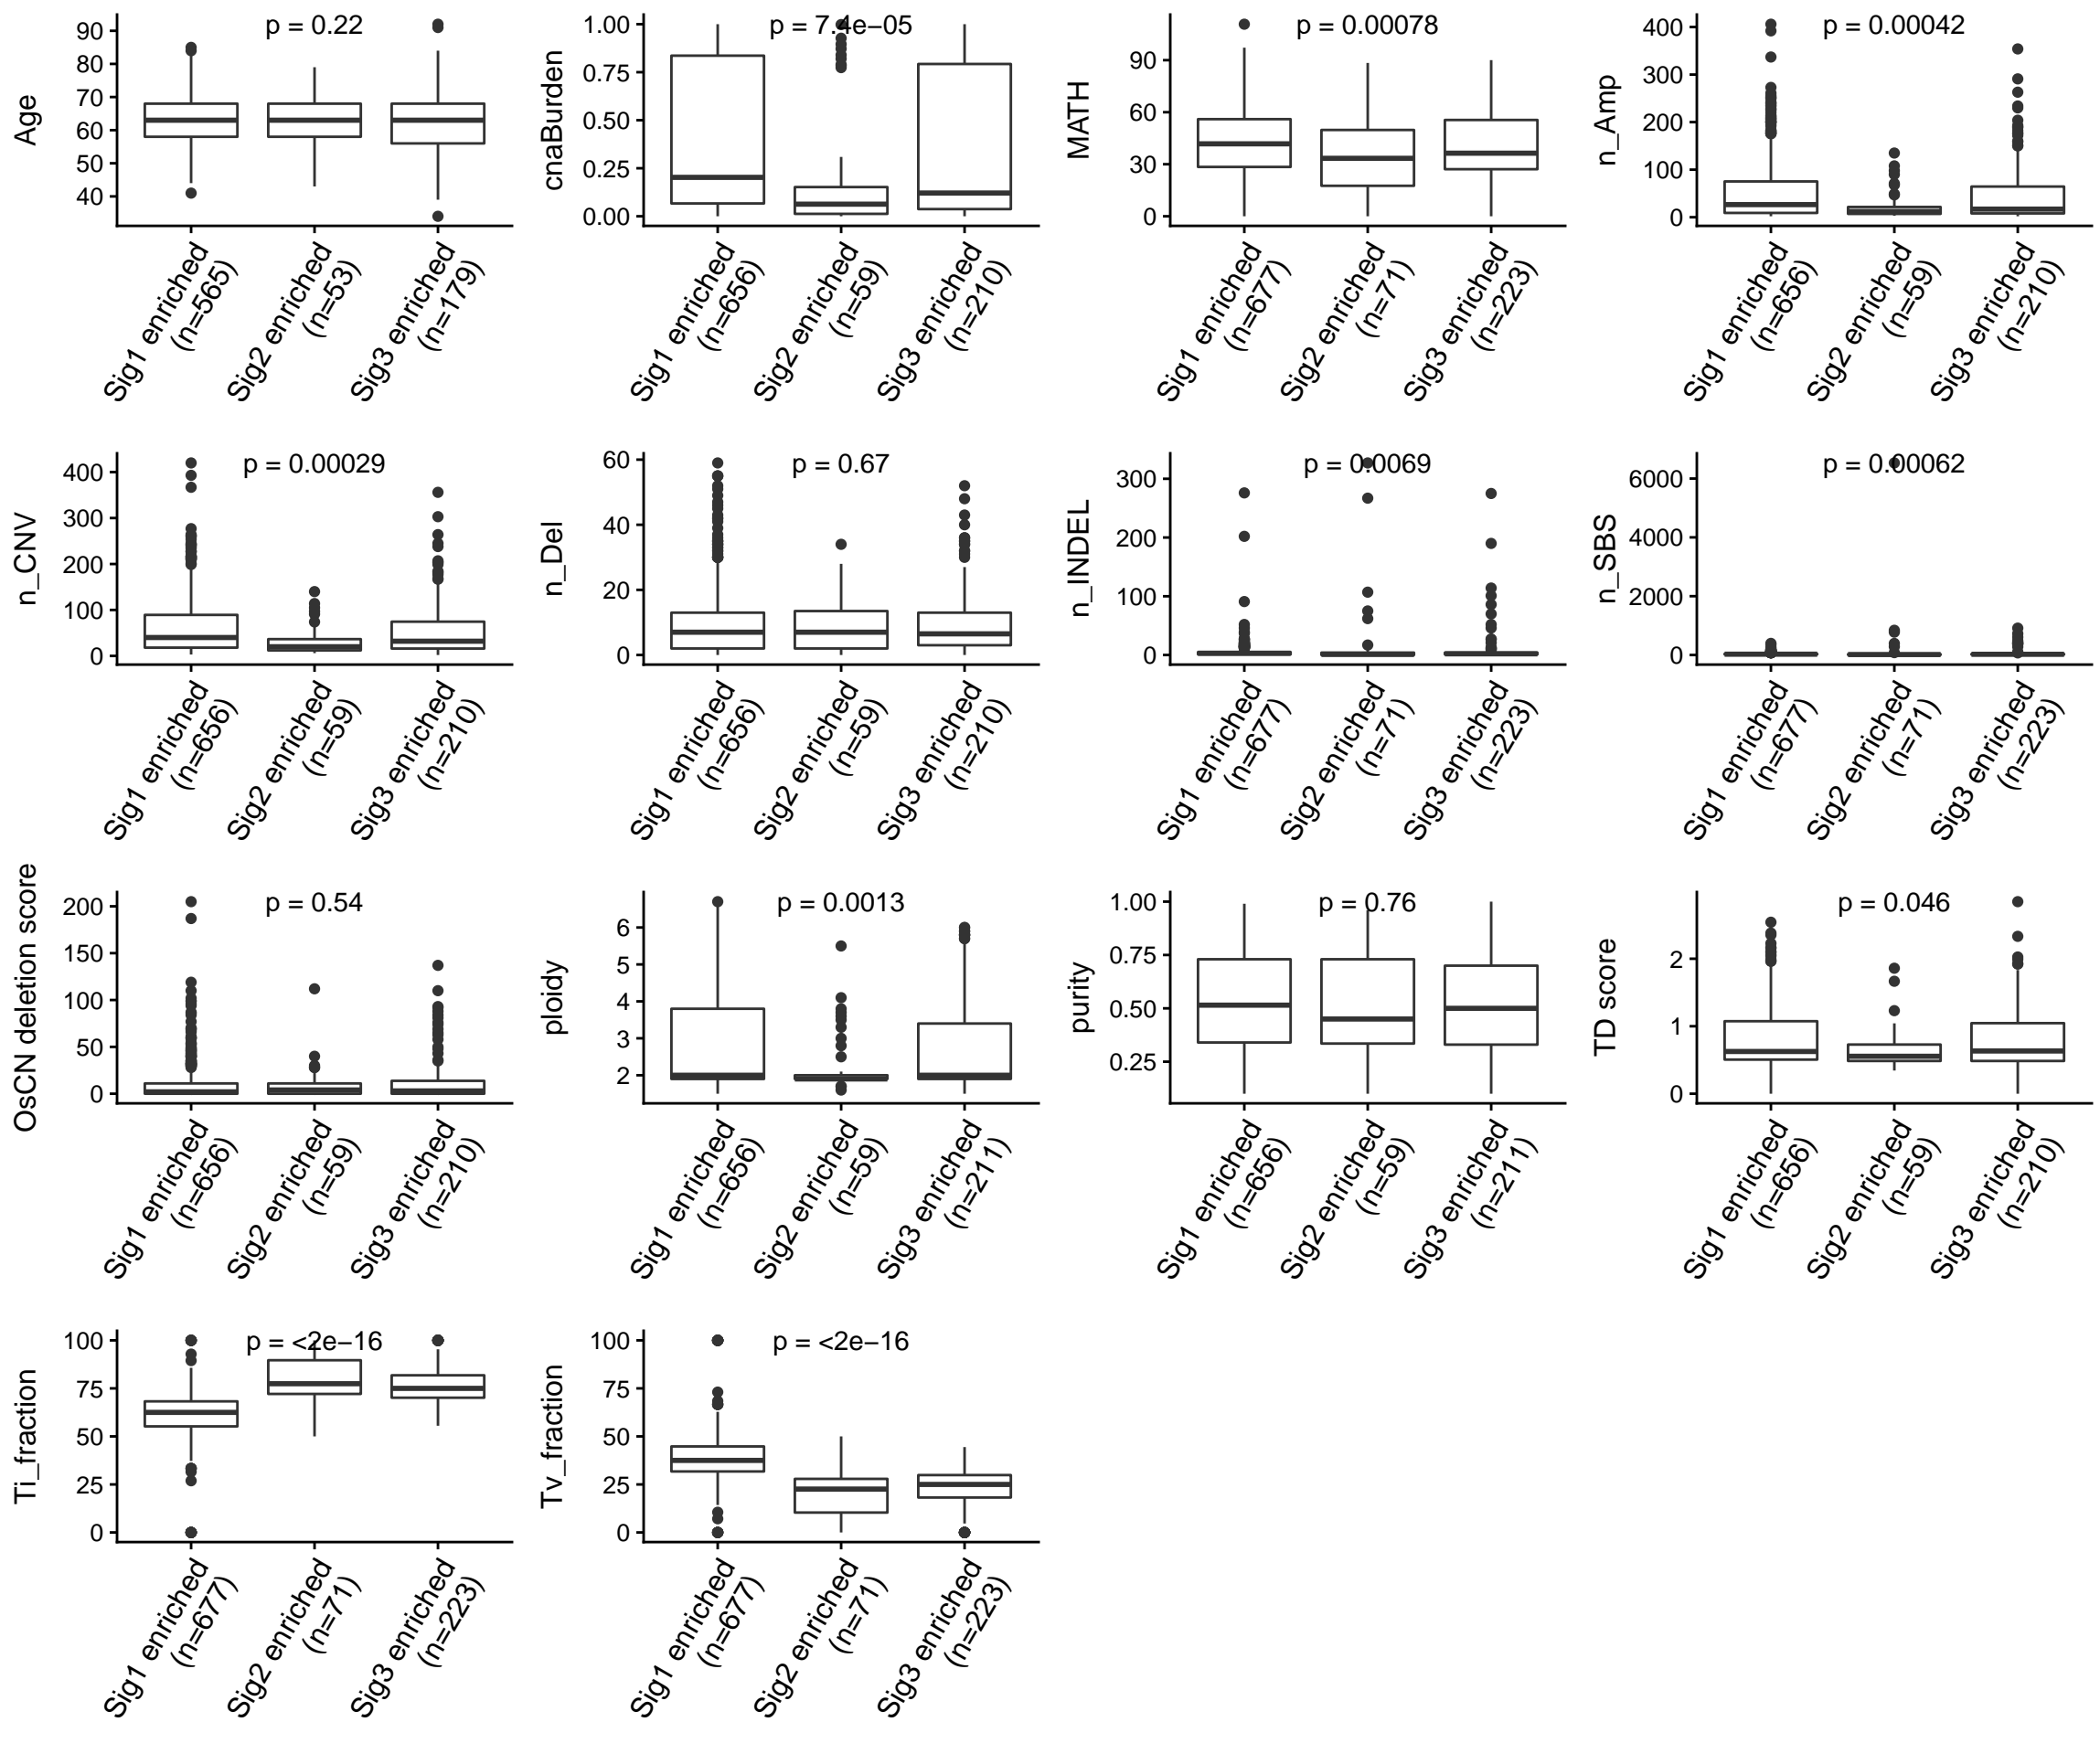 Age
p = 0.22
90
80
70
60
50
40
Sig1 enriched
(n=565)
Sig2 enriched
(n=53)
Sig3 enriched
(n=179)
cnaBurden
p = 7.4e−05
1.00
0.75
0.50
0.25
0.00
Sig1 enriched
(n=656)
Sig2 enriched
(n=59)
Sig3 enriched
(n=210)
MATH
p = 0.00078
90
60
30
0
Sig1 enriched
(n=677)
Sig2 enriched
(n=71)
Sig3 enriched
(n=223)
n_Amp
p = 0.00042
400
300
200
100
0
Sig1 enriched
(n=656)
Sig2 enriched
(n=59)
Sig3 enriched
(n=210)
n_CNV
p = 0.00029
400
300
200
100
0
Sig1 enriched
(n=656)
Sig2 enriched
(n=59)
Sig3 enriched
(n=210)
n_Del
p = 0.67
60
40
20
0
Sig1 enriched
(n=656)
Sig2 enriched
(n=59)
Sig3 enriched
(n=210)
n_INDEL
p = 0.0069
300
200
100
0
Sig1 enriched
(n=677)
Sig2 enriched
(n=71)
Sig3 enriched
(n=223)
n_SBS
p = 0.00062
6000
4000
2000
0
Sig1 enriched
(n=677)
Sig2 enriched
(n=71)
Sig3 enriched
(n=223)
OsCN deletion score
p = 0.54
200
150
100
50
0
Sig1 enriched
(n=656)
Sig2 enriched
(n=59)
Sig3 enriched
(n=210)
ploidy
p = 0.0013
6
5
4
3
2
Sig1 enriched
(n=656)
Sig2 enriched
(n=59)
Sig3 enriched
(n=211)
purity
p = 0.76
1.00
0.75
0.50
0.25
Sig1 enriched
(n=656)
Sig2 enriched
(n=59)
Sig3 enriched
(n=211)
TD score
p = 0.046
2
1
0
Sig1 enriched
(n=656)
Sig2 enriched
(n=59)
Sig3 enriched
(n=210)
Ti_fraction
p = <2e−16
100
75
50
25
0
Sig1 enriched
(n=677)
Sig2 enriched
(n=71)
Sig3 enriched
(n=223)
Tv_fraction
p = <2e−16
100
75
50
25
0
Sig1 enriched
(n=677)
Sig2 enriched
(n=71)
Sig3 enriched
(n=223)